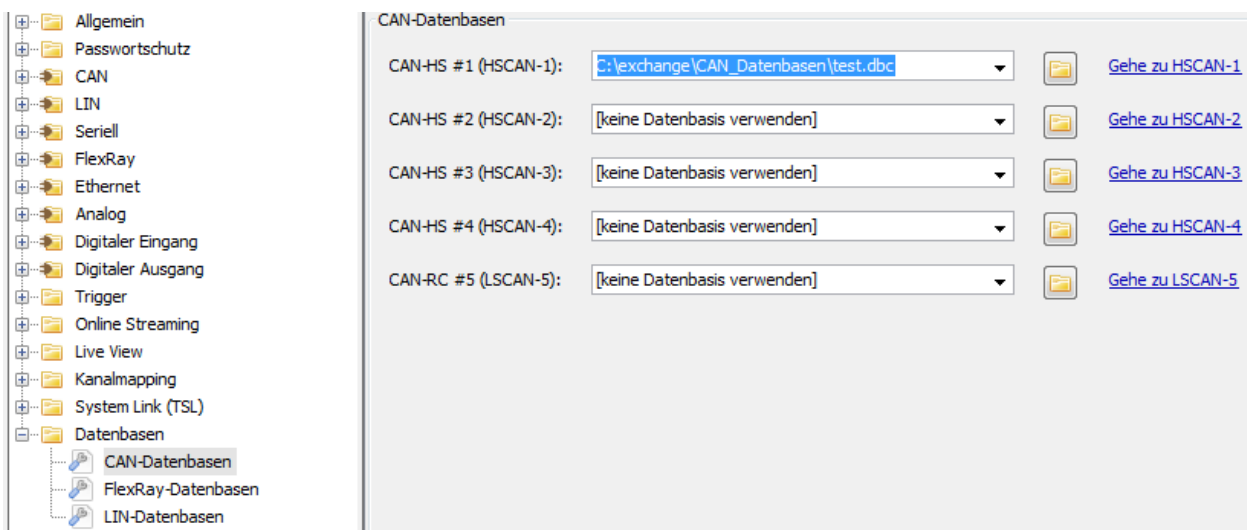 Allgemein
Passwortschutz
CAN
LIN
Seriell
FlexRay
Ethernet
Analog
Digitaler Eingang
Digitaler Ausgang
Trigger
Online Streaming
Live View
Kanalmapping
System Link (TSL)
Datenbasen
CAN-Datenbasen
FlexRay-Datenbasen
LIN-Datenbasen
CAN-Datenbasen
CAN-HS #1 (HSCAN-1): C:\exchange\CAN_Datenbasen\test.dbc Gehe zu HSCAN-1
CAN-HS #2 (HSCAN-2): [keine Datenbasis verwenden] Gehe zu HSCAN-2
CAN-HS #3 (HSCAN-3): [keine Datenbasis verwenden] Gehe zu HSCAN-3
CAN-HS #4 (HSCAN-4): [keine Datenbasis verwenden] Gehe zu HSCAN-4
CAN-RC #5 (LSCAN-5): [keine Datenbasis verwenden] Gehe zu LSCAN-5